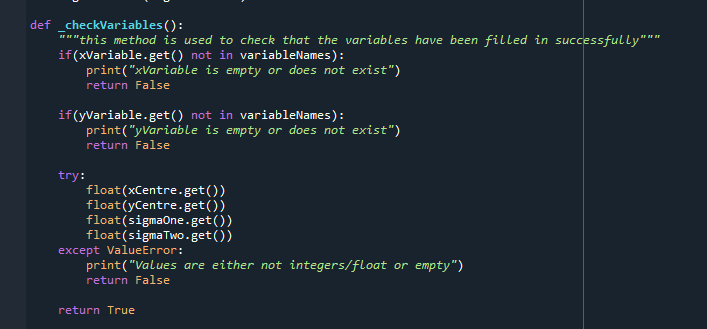 def _checkVariables():
"""this method is used to check that the variables have been filled in successfully"""
if(xVariable.get() not in variableNames):
print("xVariable is empty or does not exist")
return False
if(yVariable.get() not in variableNames):
print("yVariable is empty or does not exist")
return False
try:
float(xCentre.get())
float(yCentre.get())
float(sigmaOne.get())
float(sigmaTwo.get())
except ValueError:
print("Values are either not integers/float or empty")
return False
return True